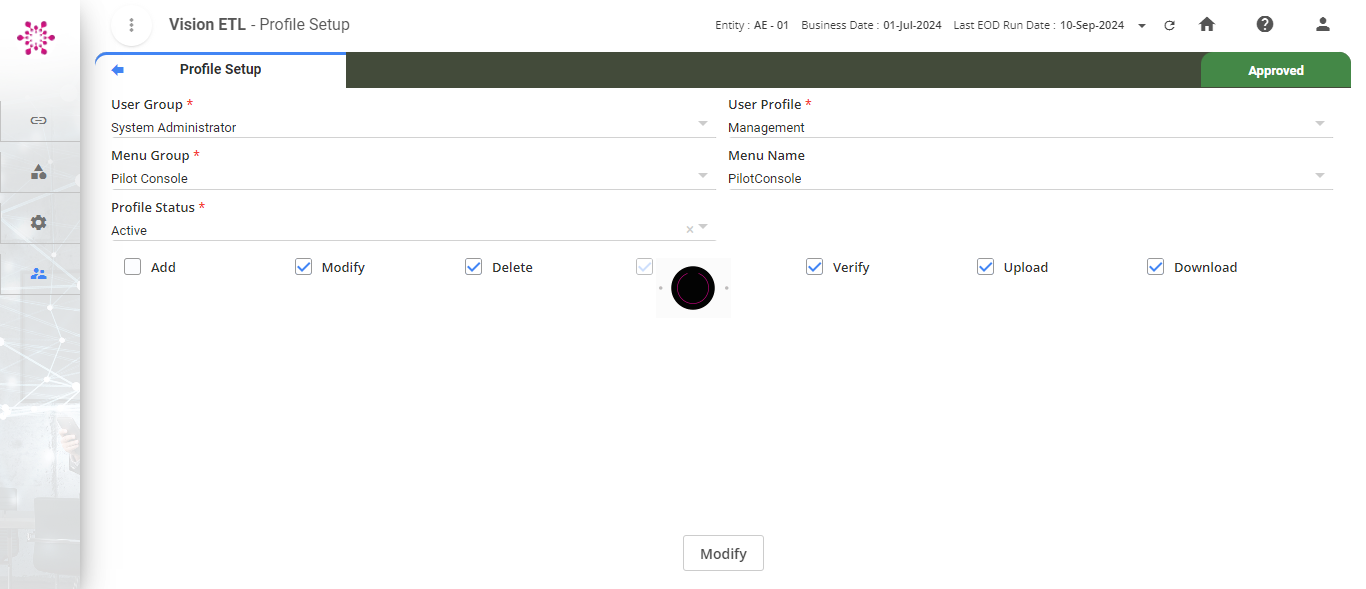 Vision ETL - Profile Setup
Entity : AE - 01 Business Date : 01-Jul-2024 Last EOD Run Date : 10-Sep-2024
Profile Setup
Approved
User Group *
User Profile *
System Administrator
Management
Menu Group *
Menu Name
Pilot Console
PilotConsole
Profile Status *
Active
Add Modify Delete Verify Upload Download
Modify